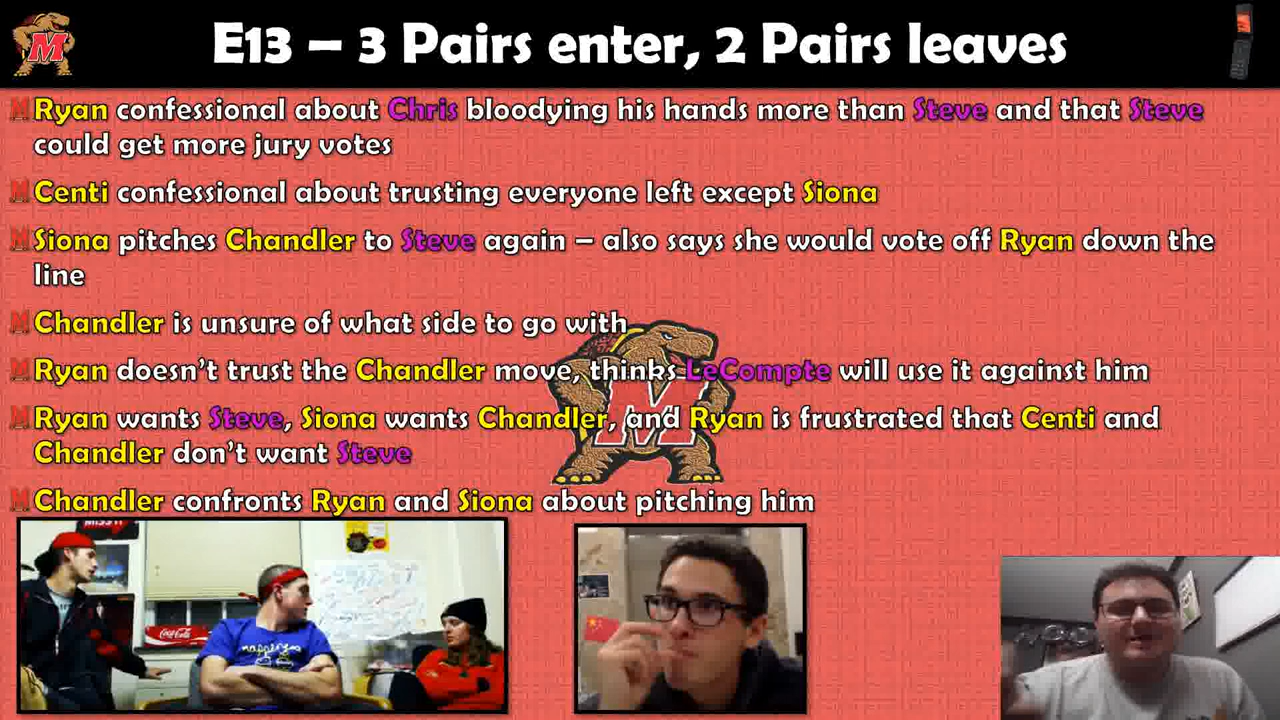 E13 – 3 Pairs enter, 2 Pairs leaves
Ryan confessional about Chris bloodying his hands more than Steve and that Steve
could get more jury votes
Centi confessional about trusting everyone left except Siona
Siona pitches Chandler to Steve again – also says she would vote off Ryan down the
line
Chandler is unsure of what side to go with
Ryan doesn't trust the Chandler move, thinks LeCompte will use it against him
Ryan wants Steve, Siona wants Chandler, and Ryan is frustrated that Centi and
Chandler don't want Steve
Chandler confronts Ryan and Siona about pitching him
M
M
Coca-Cola